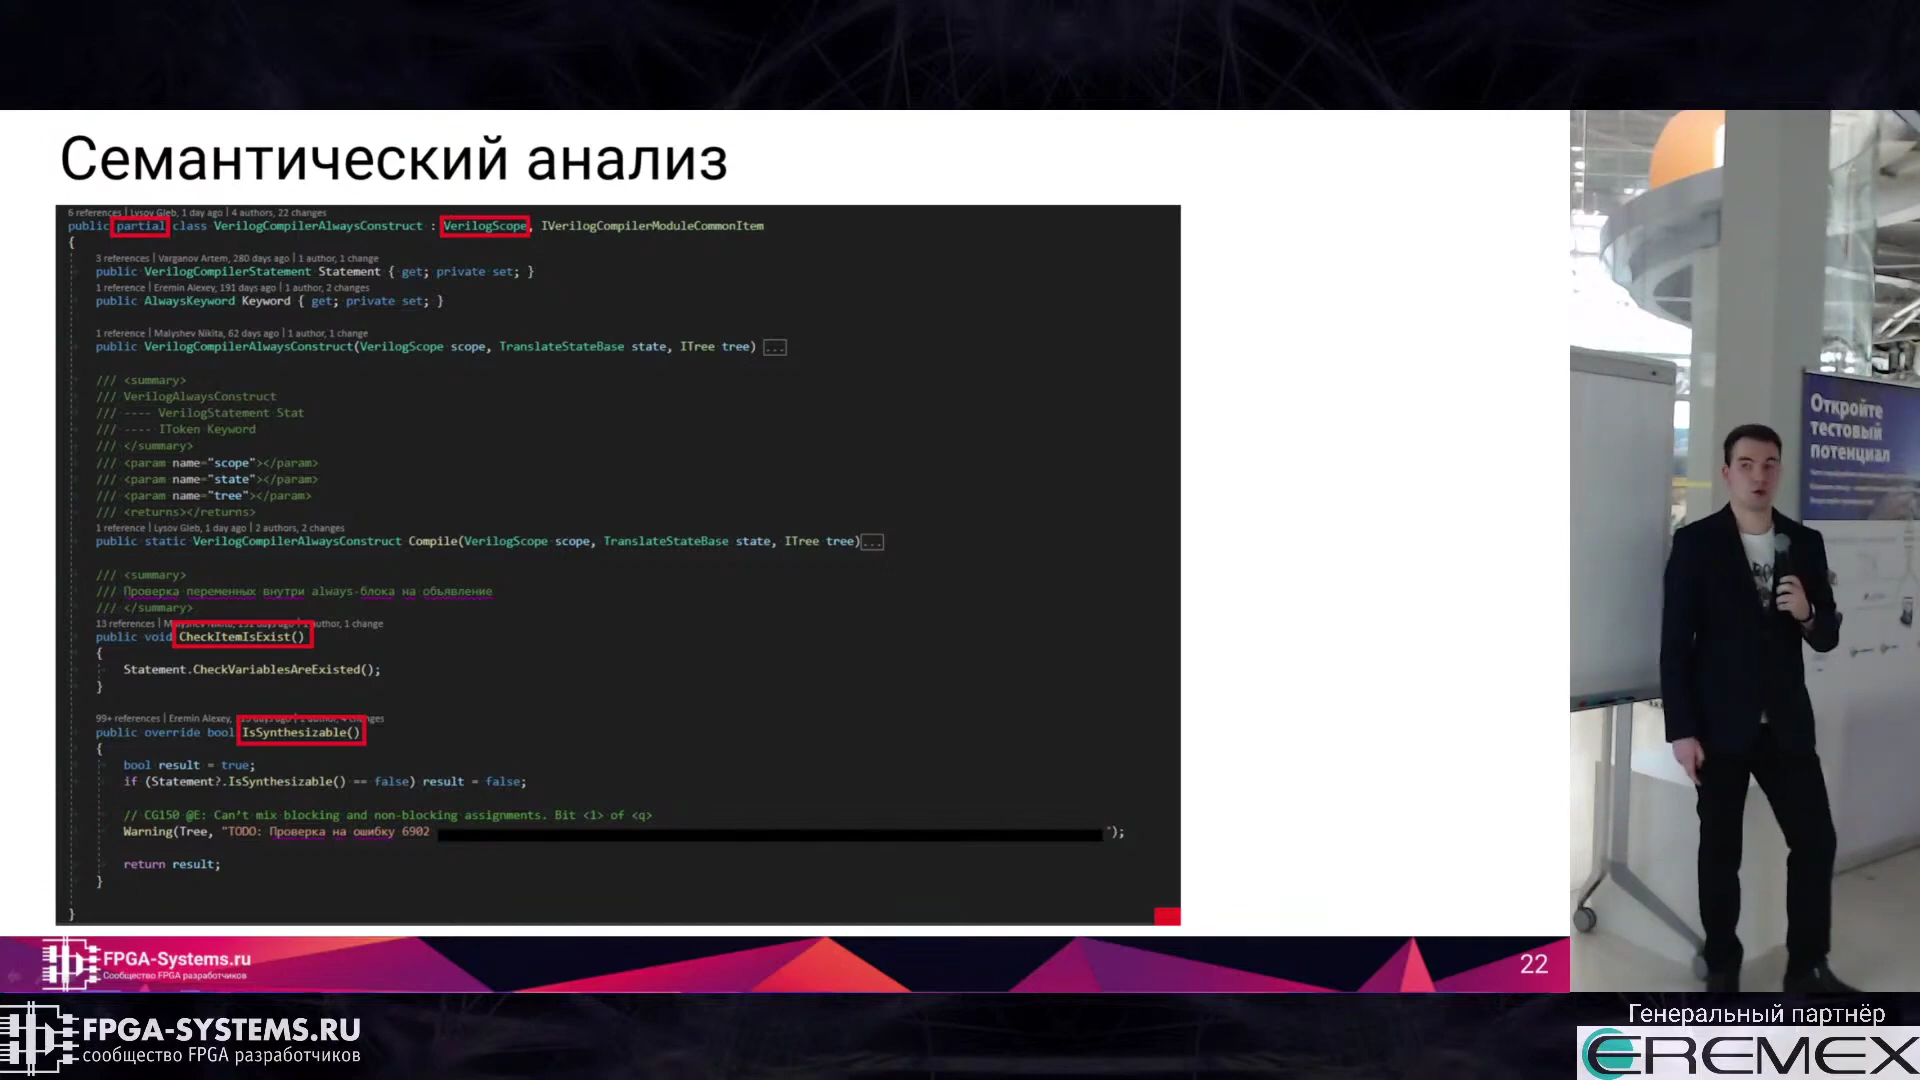 Семантический анализ
6 references | Lysov Gleb, 1 day ago | 4 authors, 22 changes
public partial class VerilogCompilerAlwaysConstruct : VerilogScope, IVerilogCompilerModuleCommonItem
{
3 references | Varganov Artem, 280 days ago | 1 author, 1 change
public VerilogCompilerStatement Statement { get; private set; }
1 reference | Eremin Alexey, 191 days ago | 1 author, 2 changes
public AlwaysKeyword Keyword { get; private set; }
1 reference | Malyshev Nikita, 62 days ago | 1 author, 1 change
public VerilogCompilerAlwaysConstruct(VerilogScope scope, TranslateStateBase state, ITree tree) ...
/// <summary>
/// VerilogAlwaysConstruct
/// ---- VerilogStatement Stat
/// ---- IToken Keyword
/// </summary>
/// <param name="scope"></param>
/// <param name="state"></param>
/// <param name="tree"></param>
/// <returns></returns>
1 reference | Lysov Gleb, 1 day ago | 2 authors, 2 changes
public static VerilogCompilerAlwaysConstruct Compile(VerilogScope scope, TranslateStateBase state, ITree tree)...
/// <summary>
/// Проверка переменных внутри always-блока на объявление
/// </summary>
13 references | author, 1 change
public void CheckItemIsExist()
{
Statement.CheckVariablesAreExisted();
}
99+ references | Eremin Alexey,
public override bool IsSynthesizable()
{
bool result = true;
if (Statement?.IsSynthesizable() == false) result = false;
// CG150 @E: Can't mix blocking and non-blocking assignments. Bit <1> of <q>
Warning(Tree, "TODO: Проверка на ошибку 6902 ");
return result;
}
}
FPGA-Systems.ru
Сообщество FPGA разработчиков
22
Откройте
тестовый
потенциал
FPGA-SYSTEMS.RU
сообщество FPGA разработчиков
Генеральный партнёр
EREMEX